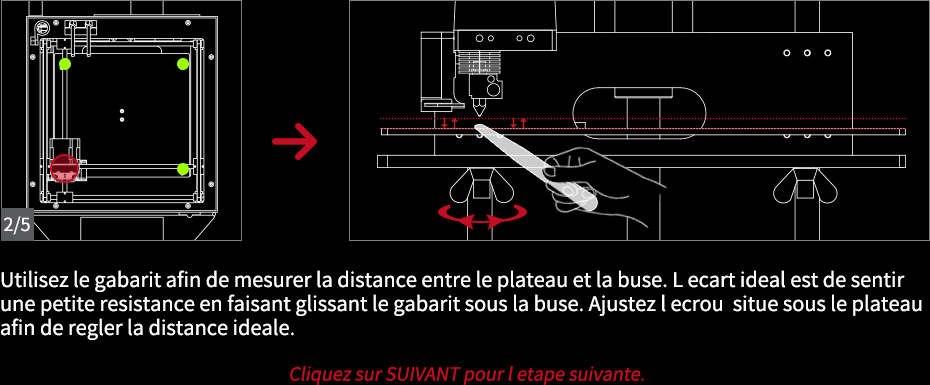 2/5
Utilisez le gabarit afin de mesurer la distance entre le plateau et la buse. L ecart ideal est de sentir
une petite resistance en faisant glissant le gabarit sous la buse. Ajustez l ecrou  situe sous le plateau
afin de regler la distance ideale.
Cliquez sur SUIVANT pour l etape suivante.